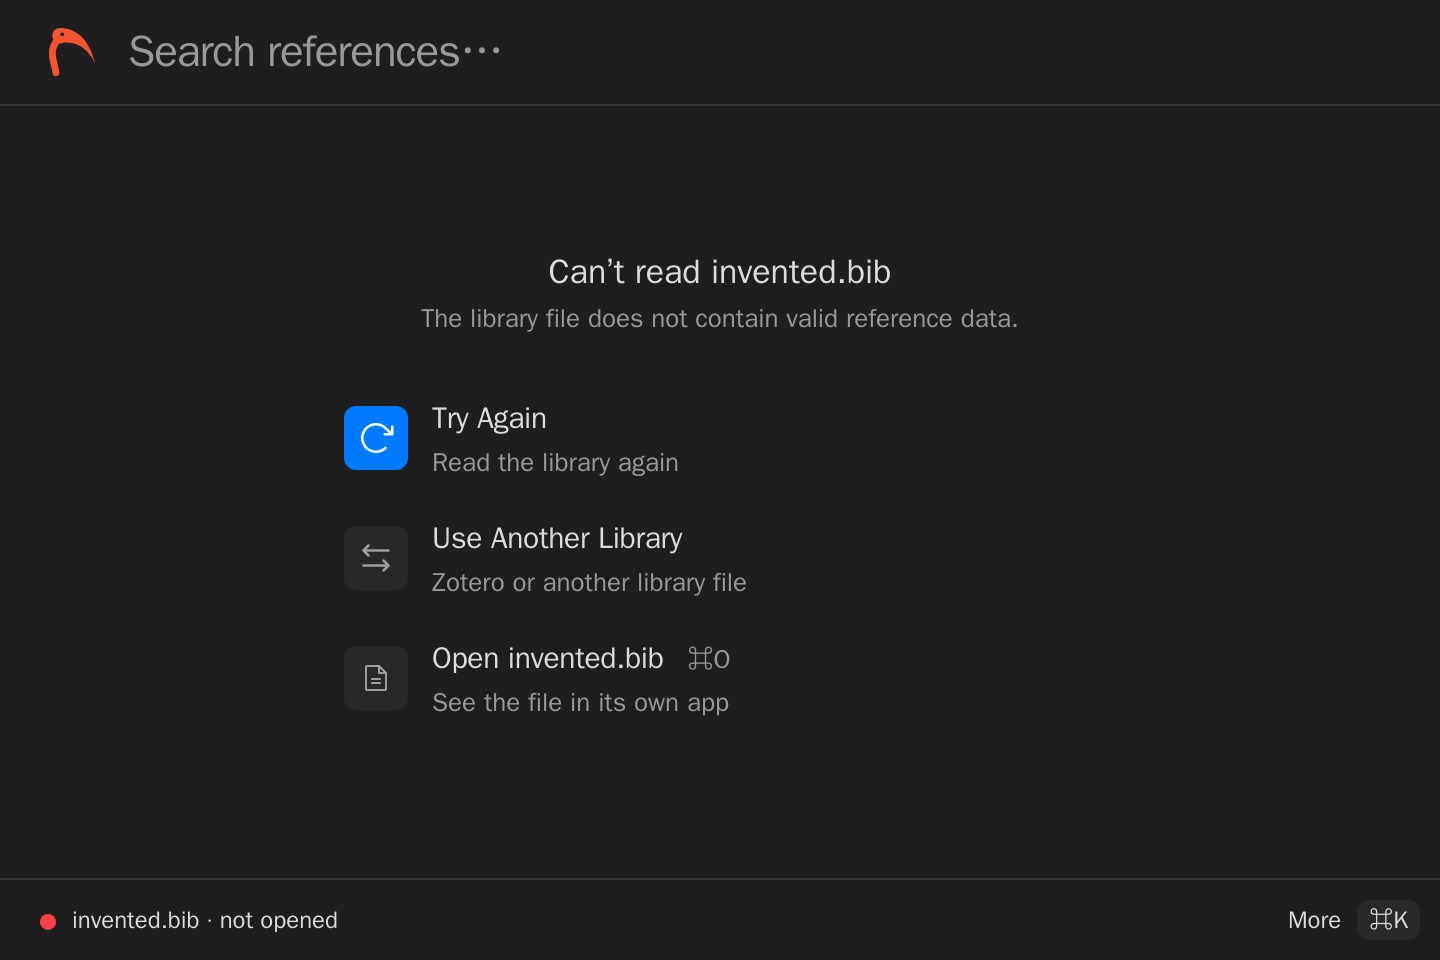 Search references…
Can’t read invented.bib
The library file does not contain valid reference data.
Try Again
Read the library again
Use Another Library
Zotero or another library file
Open invented.bib ⌘O
See the file in its own app
invented.bib · not opened
More ⌘K